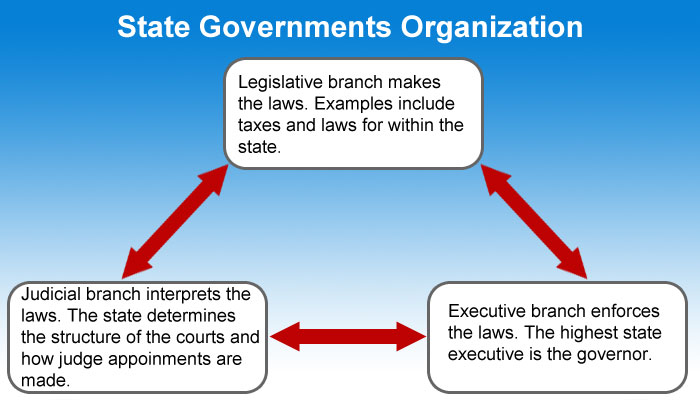 State Governments Organization
Legislative branch makes
the laws. Examples include
taxes and laws for within the
state.
Judicial branch interprets the
laws. The state determines
the structure of the courts and
how judge appoinments are
made.
Executive branch enforces
the laws. The highest state
executive is the governor.